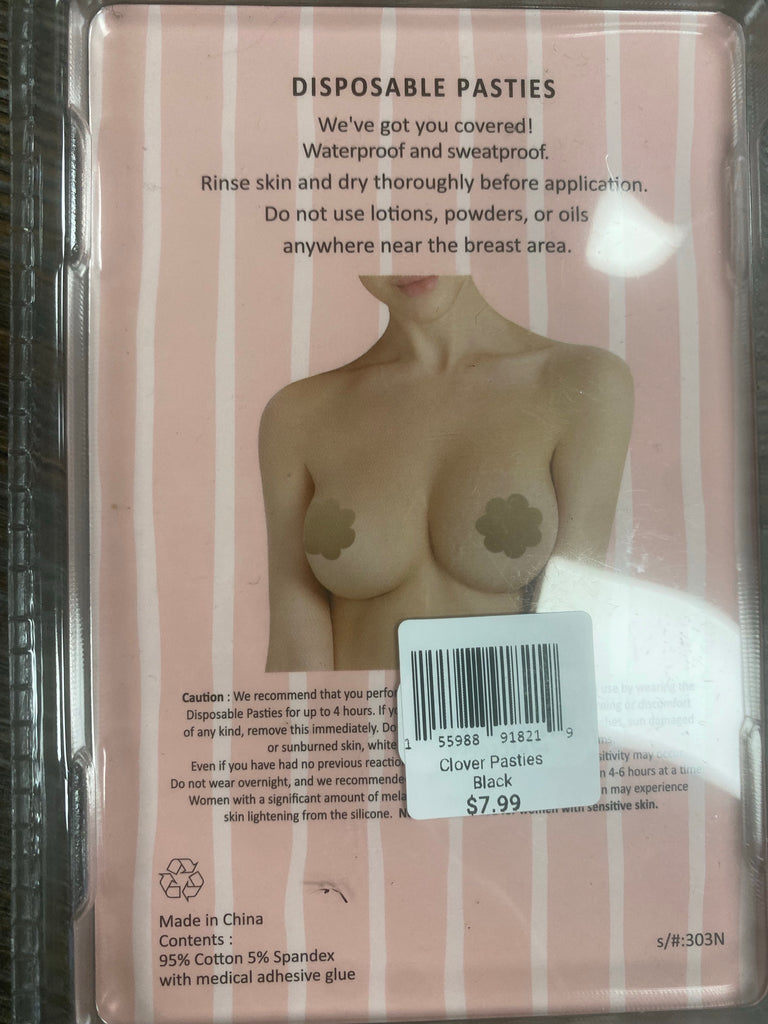 DISPOSABLE PASTIES
We've got you covered!
Waterproof and sweatproof.
Rinse skin and dry thoroughly before application.
Do not use lotions, powders, or oils
anywhere near the breast area.
Caution : We recommend that you use by wearing the
Disposable Pasties for up to 4 hours. If or discomfort
of any kind, remove this immediately. Do sun damaged
or sunburned skin, white
Even if you have had no previous may occur
Do not wear overnight, and we 4-6 hours at a time
Women with a significant amount of may experience
skin lightening from the silicone. women with sensitive skin.
1 55988 91821 9
Clover Pasties
Black
$7.99
Made in China
Contents :
95% Cotton 5% Spandex
with medical adhesive glue
s/#:303N